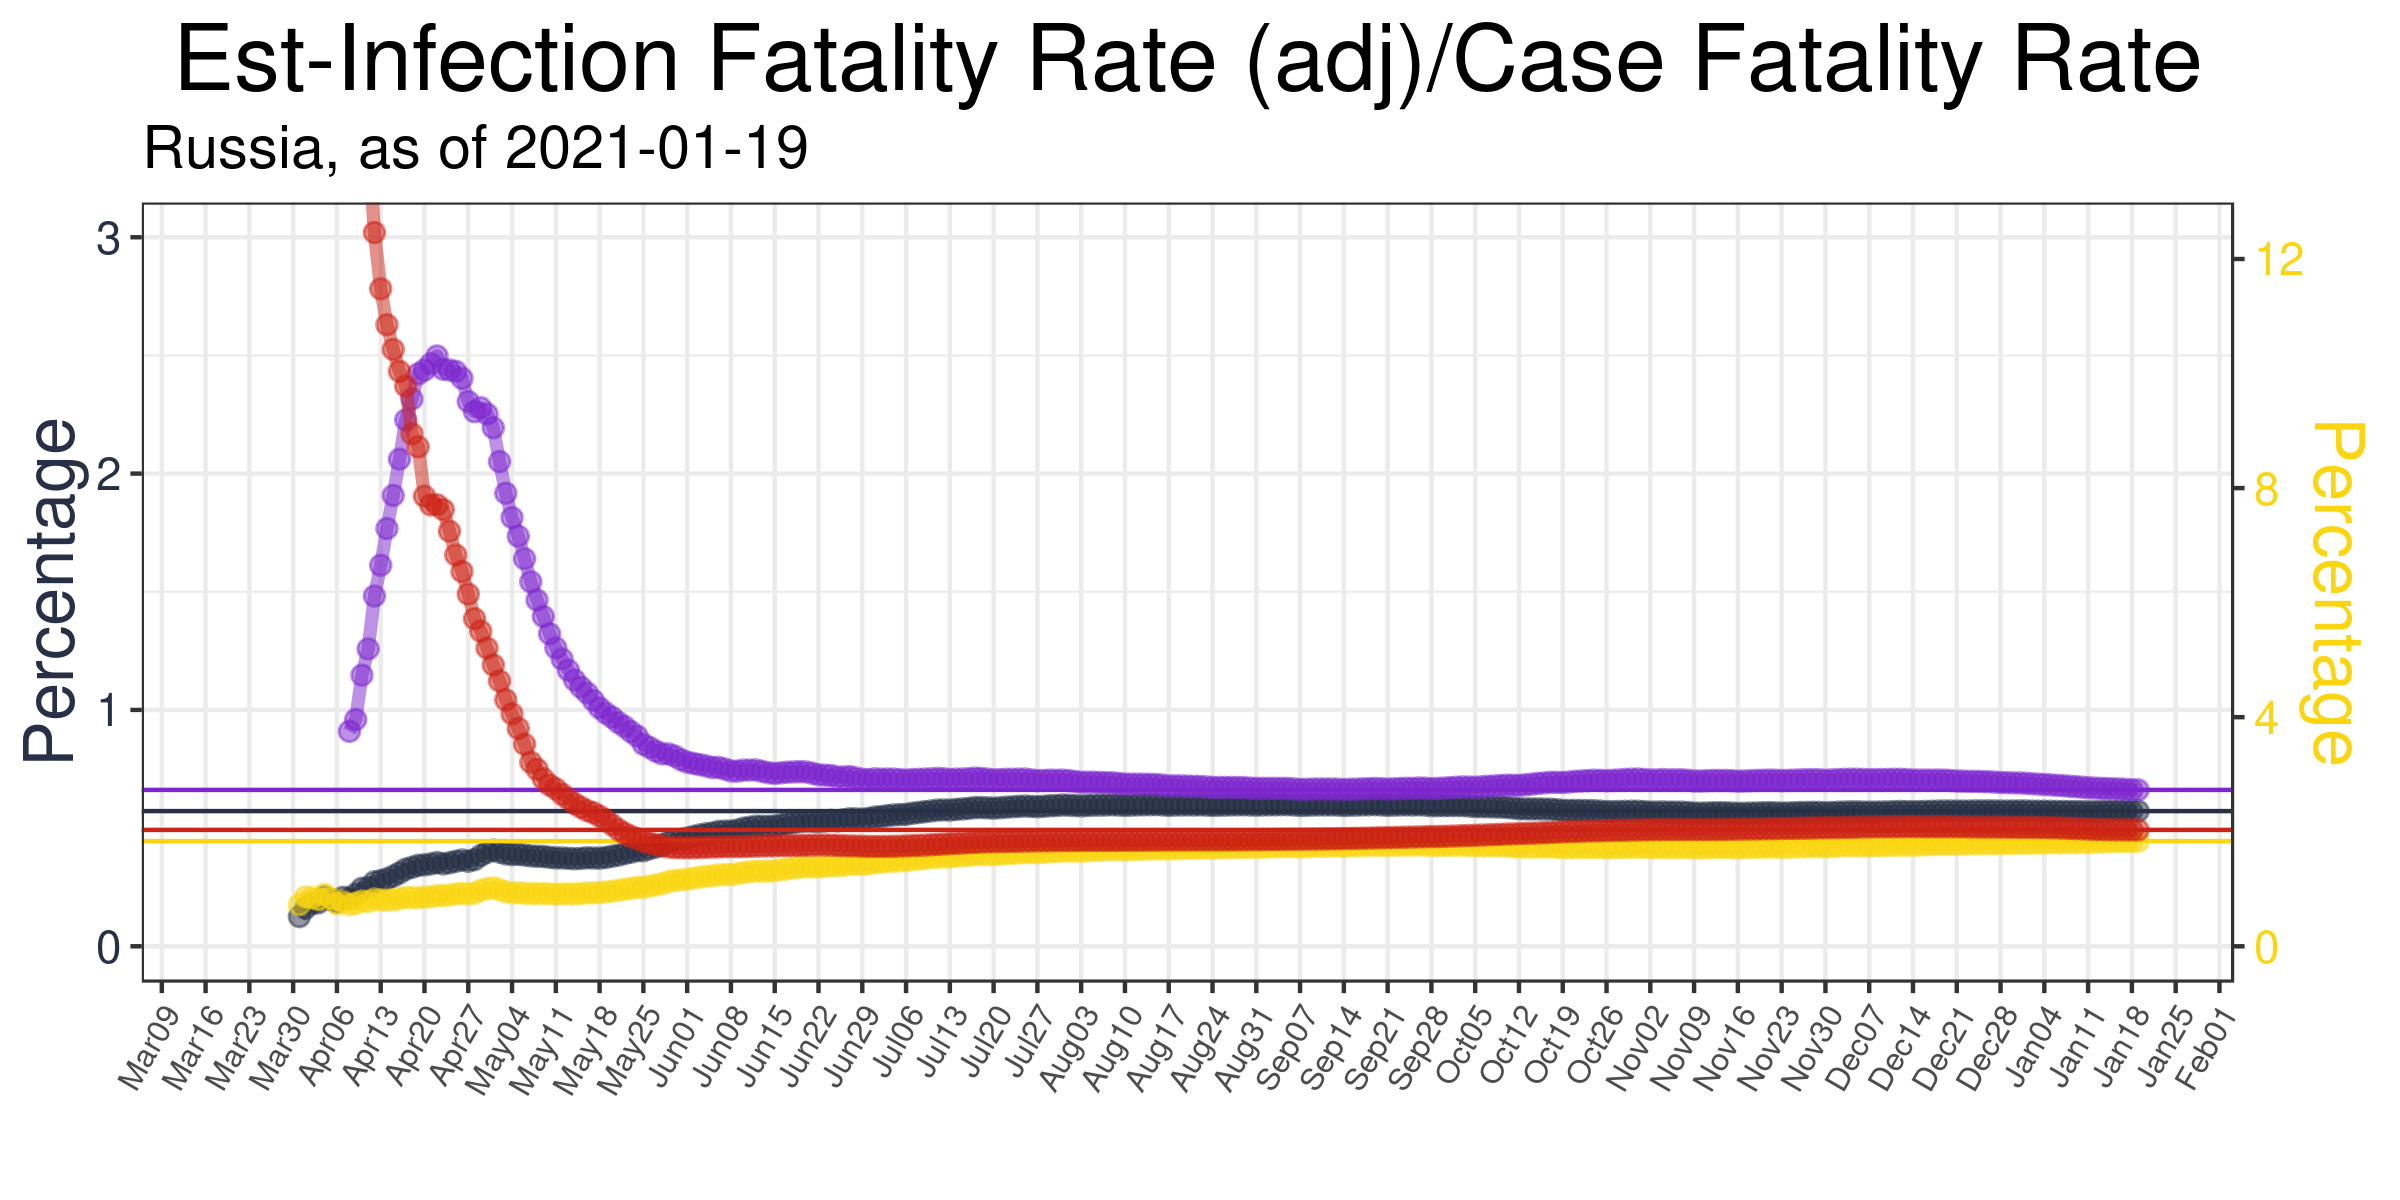 Est-Infection Fatality Rate (adj)/Case Fatality Rate
Russia, as of 2021-01-19
Percentage
3
2
1
0
12
8
4
0
Percentage
Mar09 Mar16 Mar23 Mar30 Apr06 Apr13 Apr20 Apr27 May04 May11 May18 May25 Jun01 Jun08 Jun15 Jun22 Jun29 Jul06 Jul13 Jul20 Jul27 Aug03 Aug10 Aug17 Aug24 Aug31 Sep07 Sep14 Sep21 Sep28 Oct05 Oct12 Oct19 Oct26 Nov02 Nov09 Nov16 Nov23 Nov30 Dec07 Dec14 Dec21 Dec28 Jan04 Jan11 Jan18 Jan25 Feb01